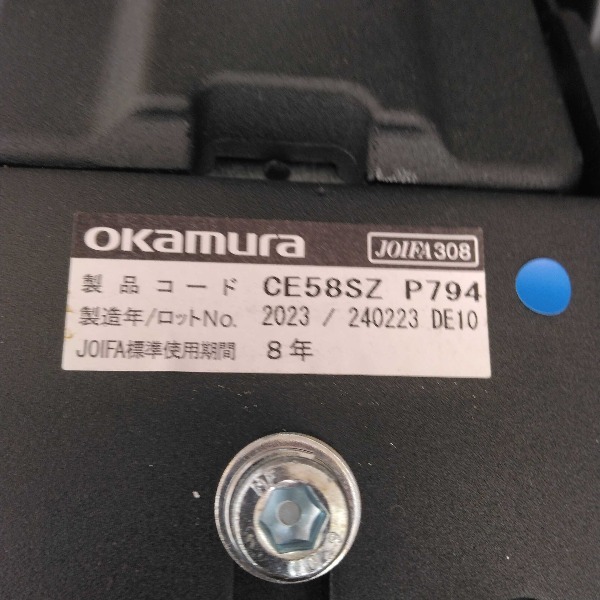 okamura JOIFA308
製品コード CE58SZ P794
製造年/ロットNo. 2023 / 240223 DE10
JOIFA標準使用期間 8年